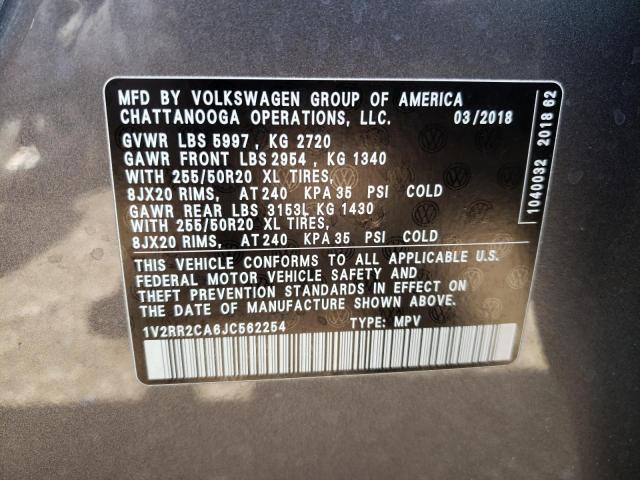 MFD BY VOLKSWAGEN GROUP OF AMERICA
CHATTANOOGA OPERATIONS, LLC. 03/2018
GVWR LBS 5997, KG 2720
GAWR FRONT LBS 2954, KG 1340
WITH 255/50R20 XL TIRES,
8JX20 RIMS, AT 240 KPA 35 PSI COLD
GAWR REAR LBS 3153L KG 1430
WITH 255/50R20 XL TIRES,
8JX20 RIMS, AT 240 KPA 35 PSI COLD
THIS VEHICLE CONFORMS TO ALL APPLICABLE U.S.
FEDERAL MOTOR VEHICLE SAFETY AND
THEFT PREVENTION STANDARDS IN EFFECT ON
THE DATE OF MANUFACTURE SHOWN ABOVE.
1V2RR2CA6JC562254 TYPE: MPV
1040032 2018 62